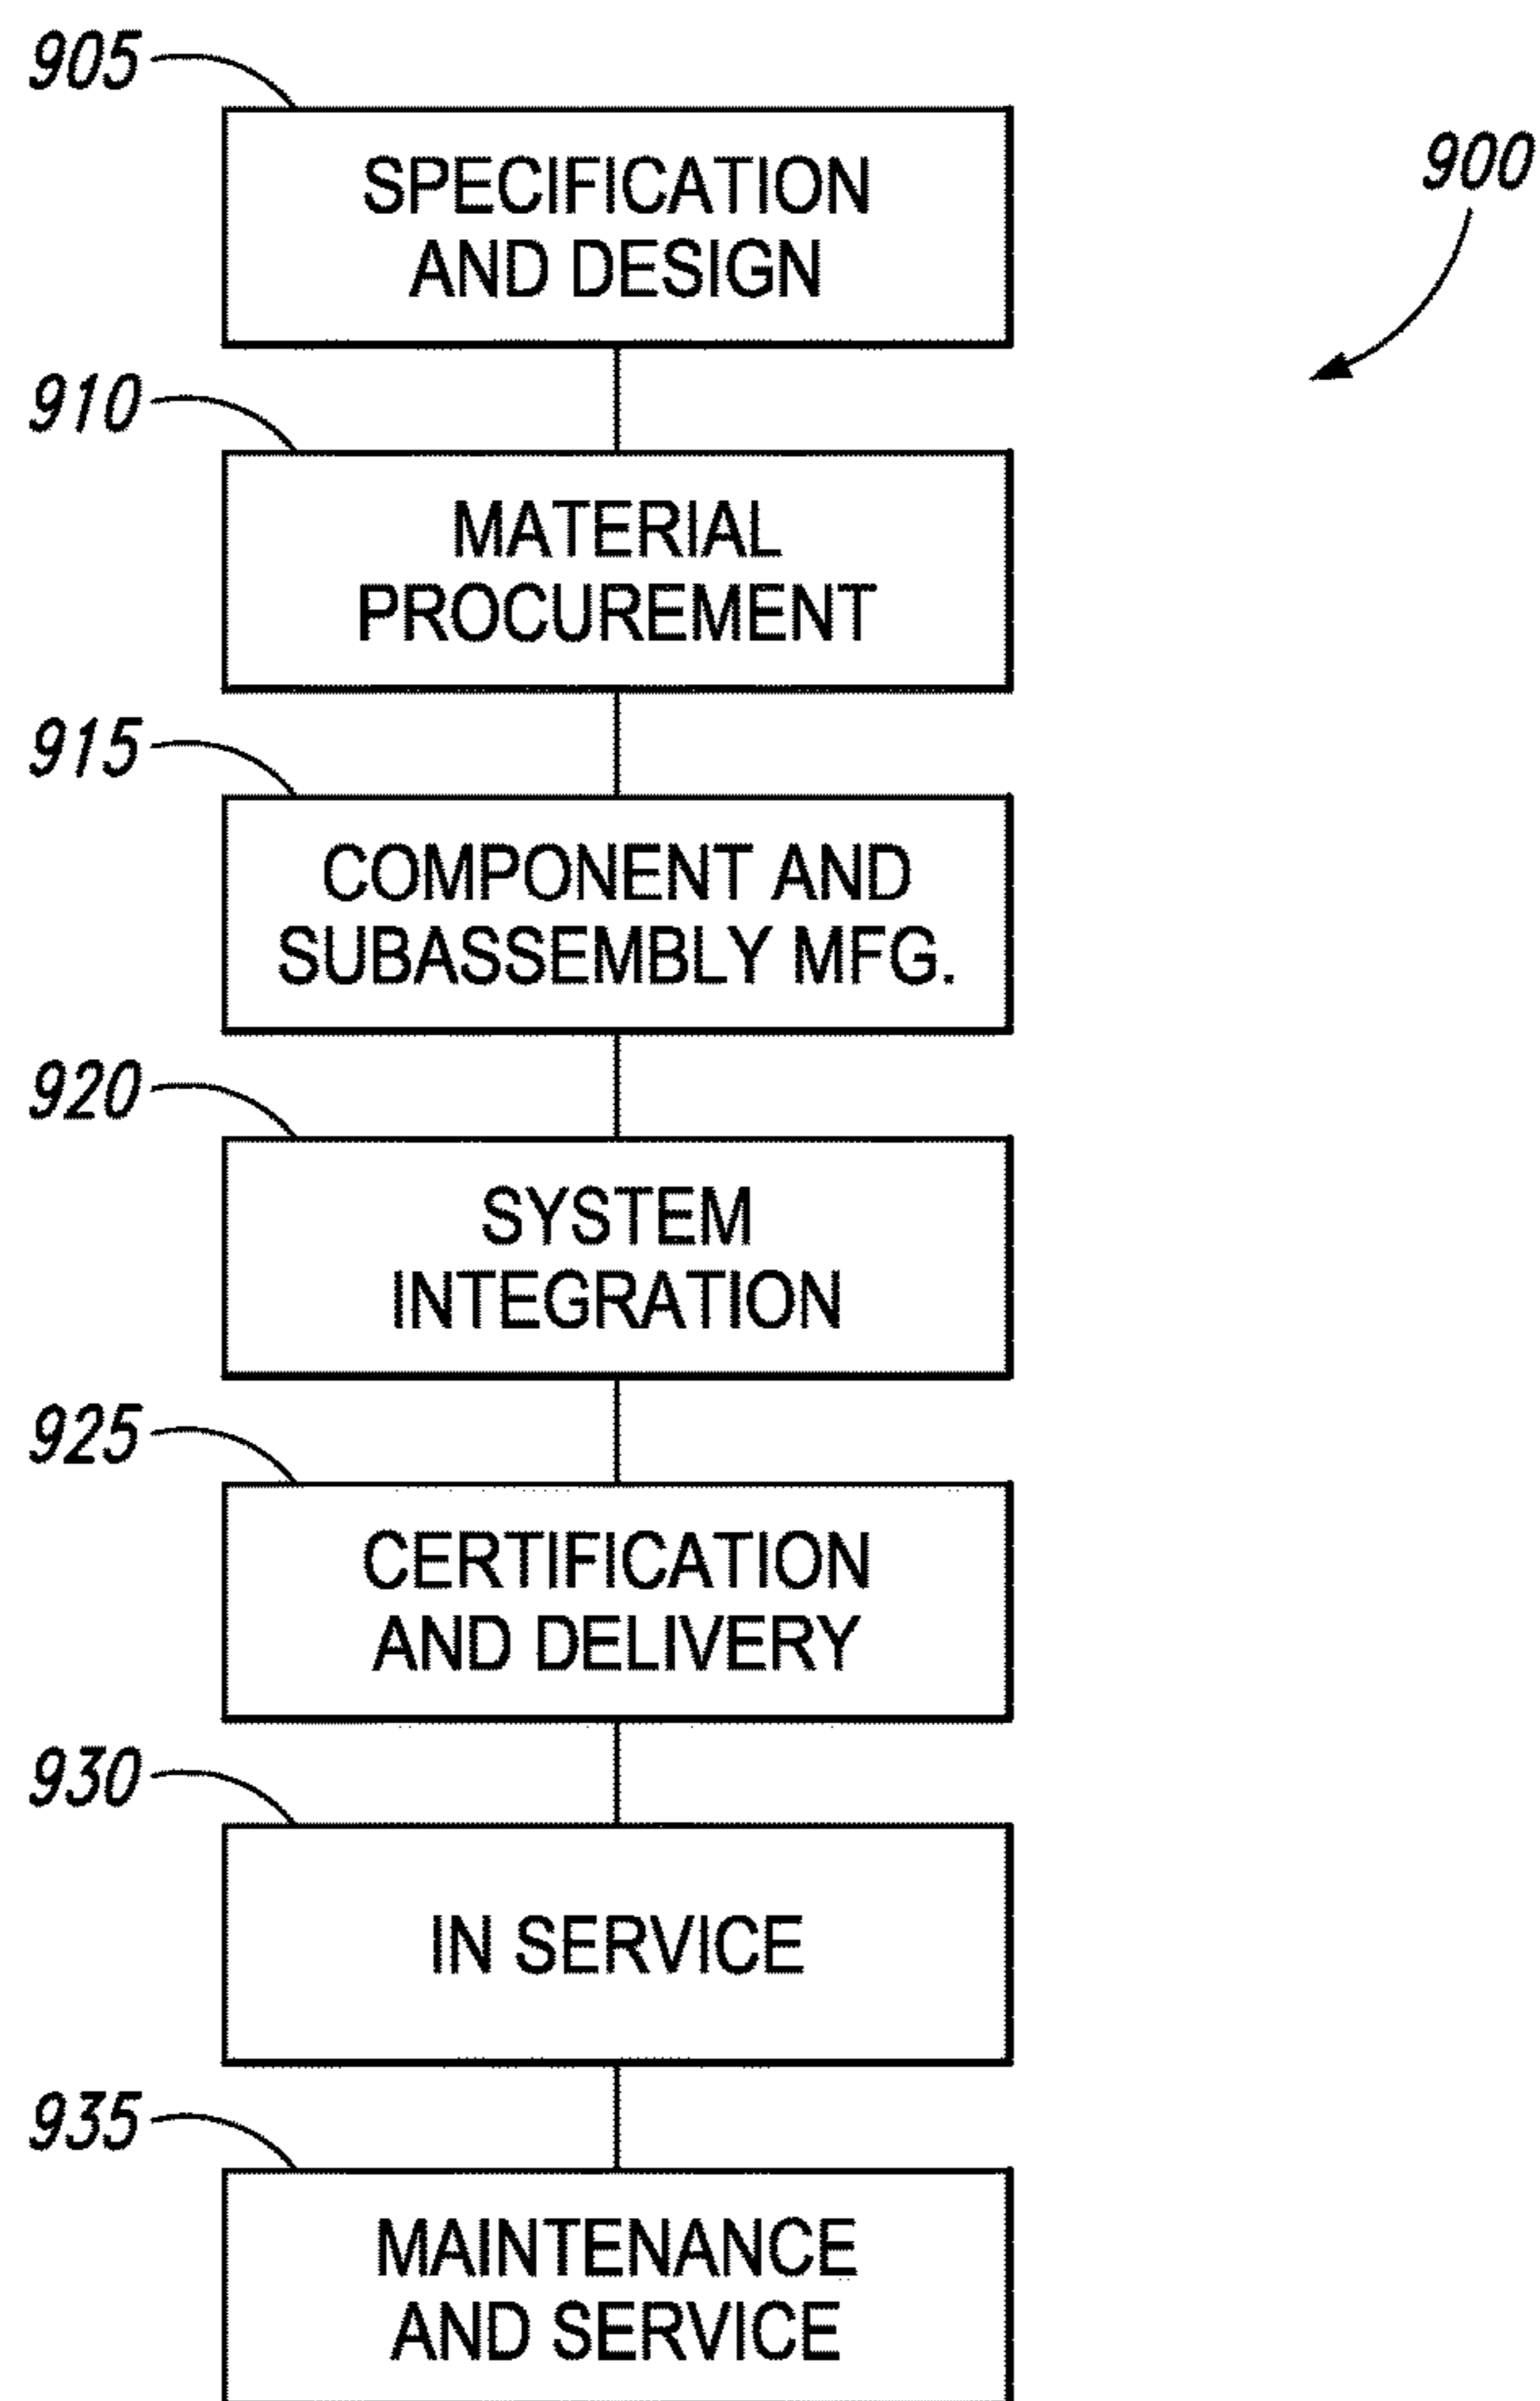 905
SPECIFICATION
AND DESIGN
900
910
MATERIAL
PROCUREMENT
915
COMPONENT AND
SUBASSEMBLY MFG.
920
SYSTEM
INTEGRATION
925
CERTIFICATION
AND DELIVERY
930
IN SERVICE
935
MAINTENANCE
AND SERVICE